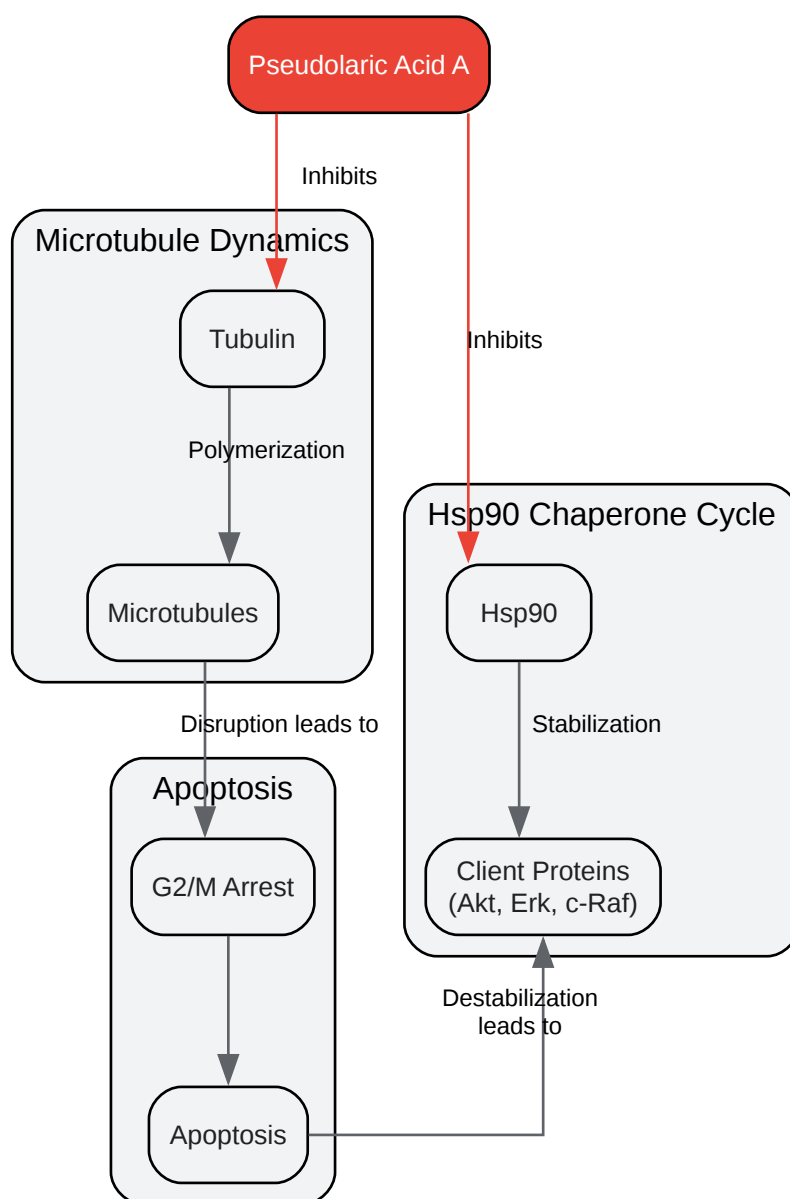 Pseudolaric Acid A
Inhibits
Microtubule Dynamics
Tubulin
Inhibits
Polymerization
Hsp90 Chaperone Cycle
Microtubules
Hsp90
Disruption leads to
Stabilization
Apoptosis
G2/M Arrest
Client Proteins
(Akt, Erk, c-Raf)
Destabilization
leads to
Apoptosis